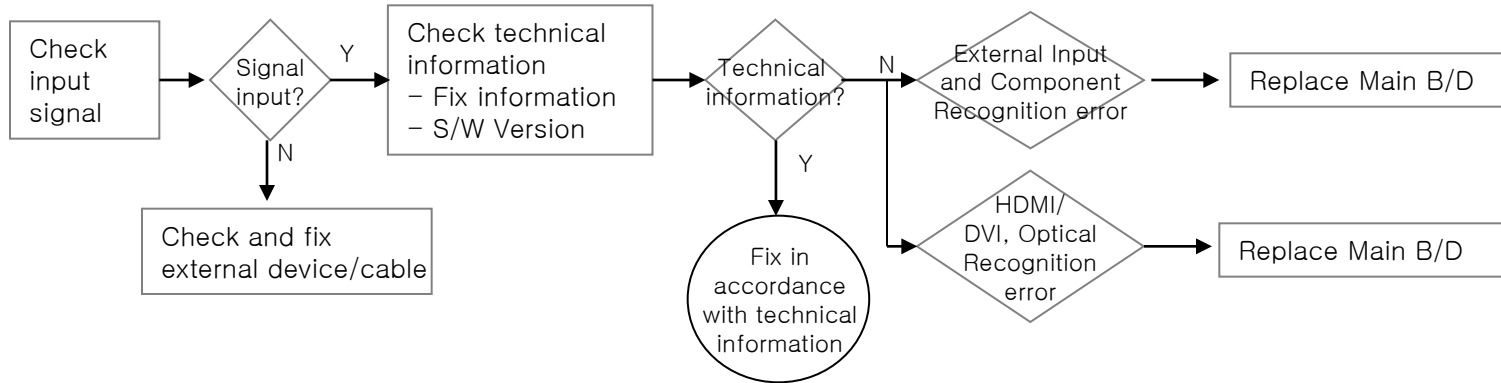 Check
input
signal
Signal
input?
Y
N
Check and fix
external device/cable
Check technical
information
- Fix information
- S/W Version
Technical
information?
Y
N
Fix in
accordance
with technical
information
External Input
and Component
Recognition error
Replace Main B/D
HDMI/
DVI, Optical
Recognition
error
Replace Main B/D